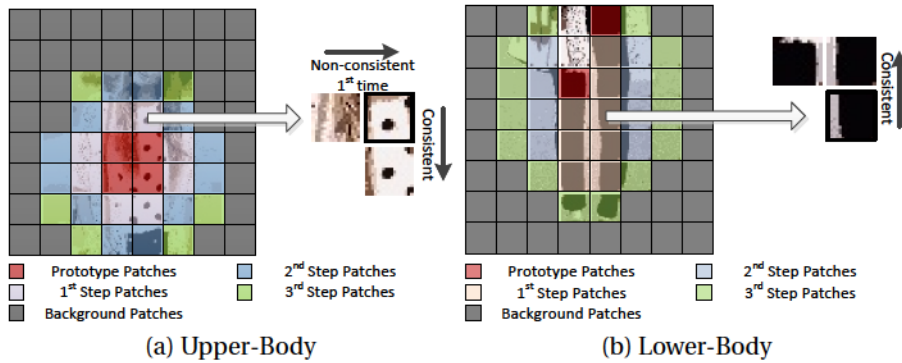 Non-consistent
1st time
Consistent
Prototype Patches
2nd Step Patches
1st Step Patches
3rd Step Patches
Background Patches
(a) Upper-Body
Consistent
Prototype Patches
2nd Step Patches
1st Step Patches
3rd Step Patches
Background Patches
(b) Lower-Body